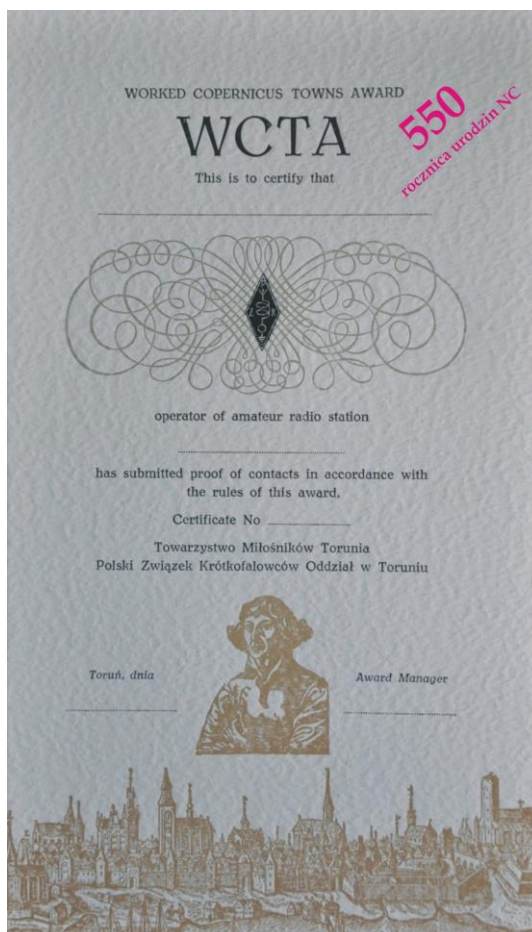 WORKED COPERNICUS TOWNS AWARD
WCTA
550
rocznica urodzin NC
This is to certify that
operator of amateur radio station
has submitted proof of contacts in accordance with
the rules of this award.
Certificate No
Towarzystwo Miłośników Torunia
Polski Związek Krótkofalowców Oddział w Toruniu
Toruń, dnia
Award Manager